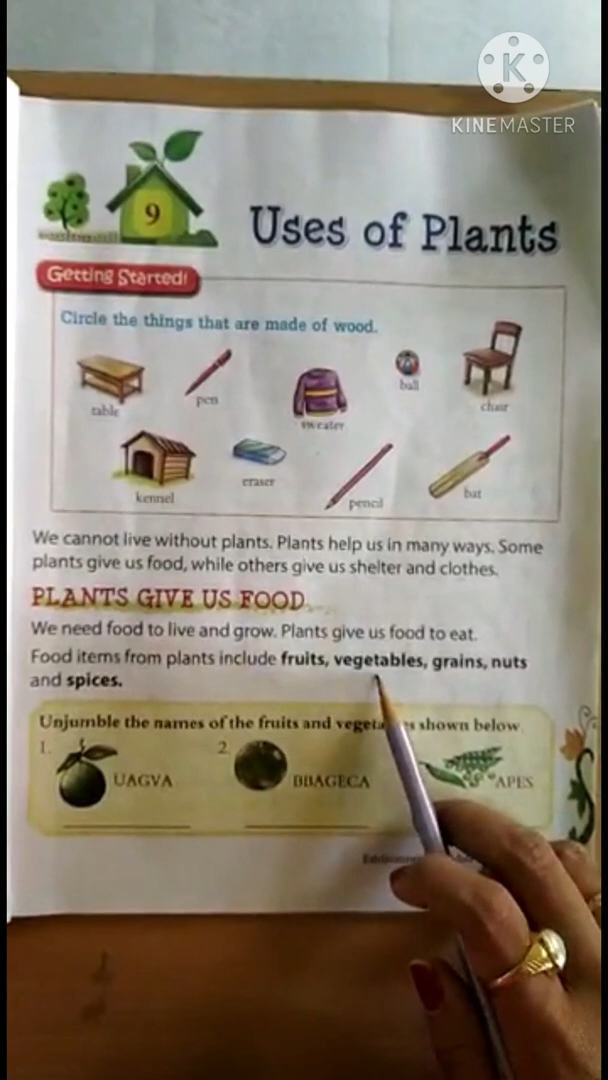 KINEMASTER
9
Uses of Plants
Getting Started!
Circle the things that are made of wood.
table
pen
sweater
ball
chair
kennel
eraser
pencil
bat
We cannot live without plants. Plants help us in many ways. Some
plants give us food, while others give us shelter and clothes.
PLANTS GIVE US FOOD
We need food to live and grow. Plants give us food to eat.
Food items from plants include fruits, vegetables, grains, nuts
and spices.
Unjumble the names of the fruits and shown below.
1. UAGVA
2. BBAGECA
APES